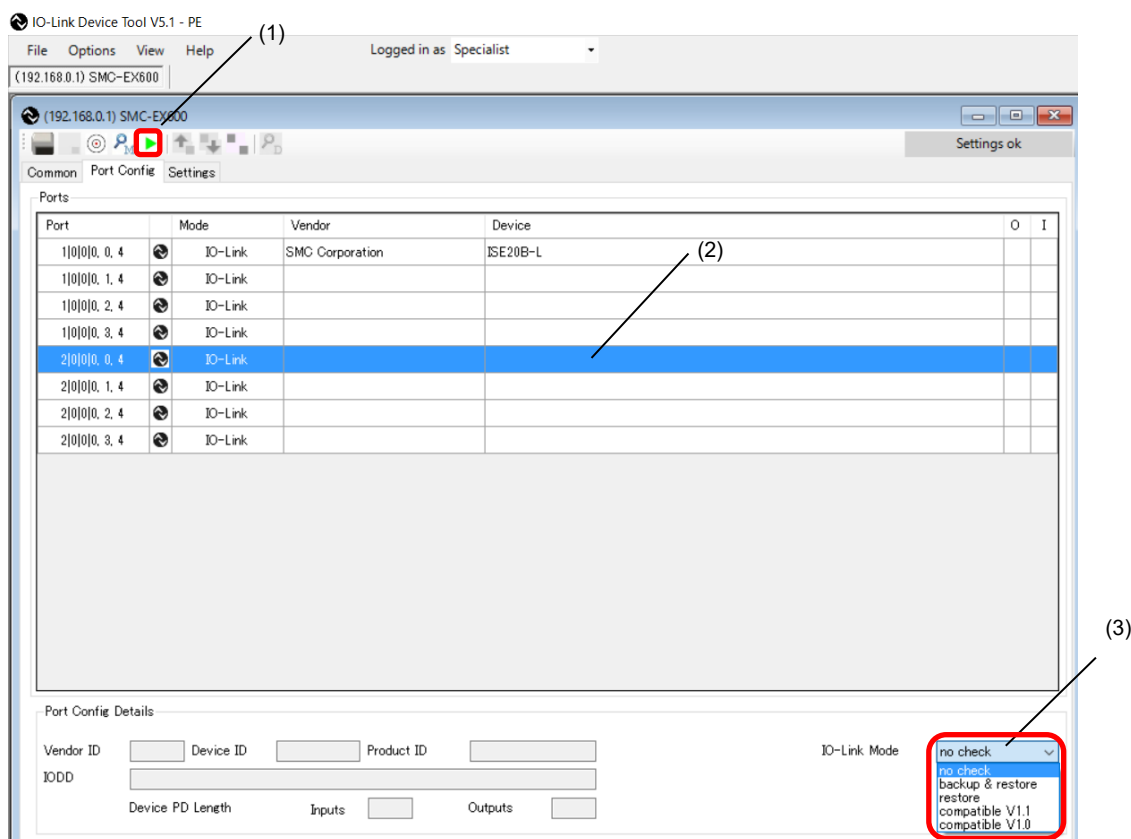 IO-Link Device Tool V5.1 - PE
(1)
File Options View Help Logged in as Specialist
(192.168.0.1) SMC-EX600
(192.168.0.1) SMC-EX600
Settings ok
Common Port Config Settings
Ports
Port Mode Vendor Device O I
1|0|0|0, 0, 4 IO-Link SMC Corporation ISE20B-L
(2)
1|0|0|0, 1, 4 IO-Link
1|0|0|0, 2, 4 IO-Link
1|0|0|0, 3, 4 IO-Link
2|0|0|0, 0, 4 IO-Link
2|0|0|0, 1, 4 IO-Link
2|0|0|0, 2, 4 IO-Link
2|0|0|0, 3, 4 IO-Link
(3)
Port Config Details
Vendor ID Device ID Product ID IO-Link Mode no check
no check
IODD backup & restore
restore
Device PD Length Inputs Outputs compatible V1.1
compatible V1.0